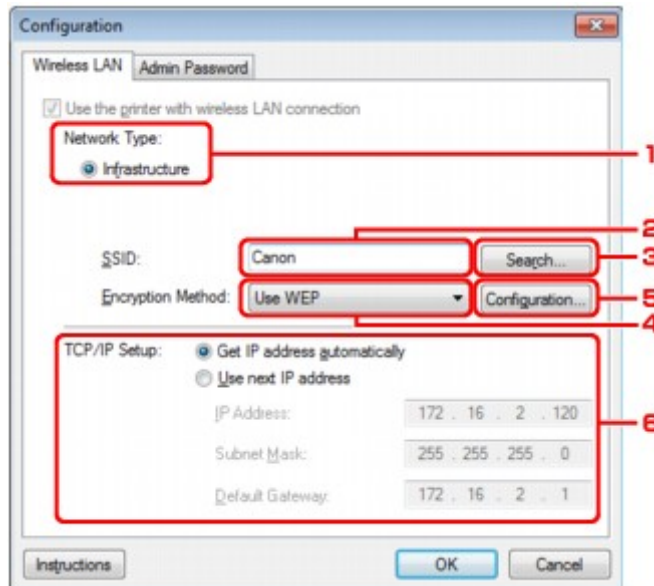 Configuration
Wireless LAN Admin Password
Use the printer with wireless LAN connection
Network Type:
1
Infrastructure
2
SSID: Canon Search... 3
Encryption Method: Use WEP Configuration... 5
4
TCP/IP Setup: Get IP address automatically
Use next IP address
IP Address: 172 . 16 . 2 . 120
6
Subnet Mask: 255 . 255 . 255 . 0
Default Gateway: 172 . 16 . 2 . 1
Instructions OK Cancel